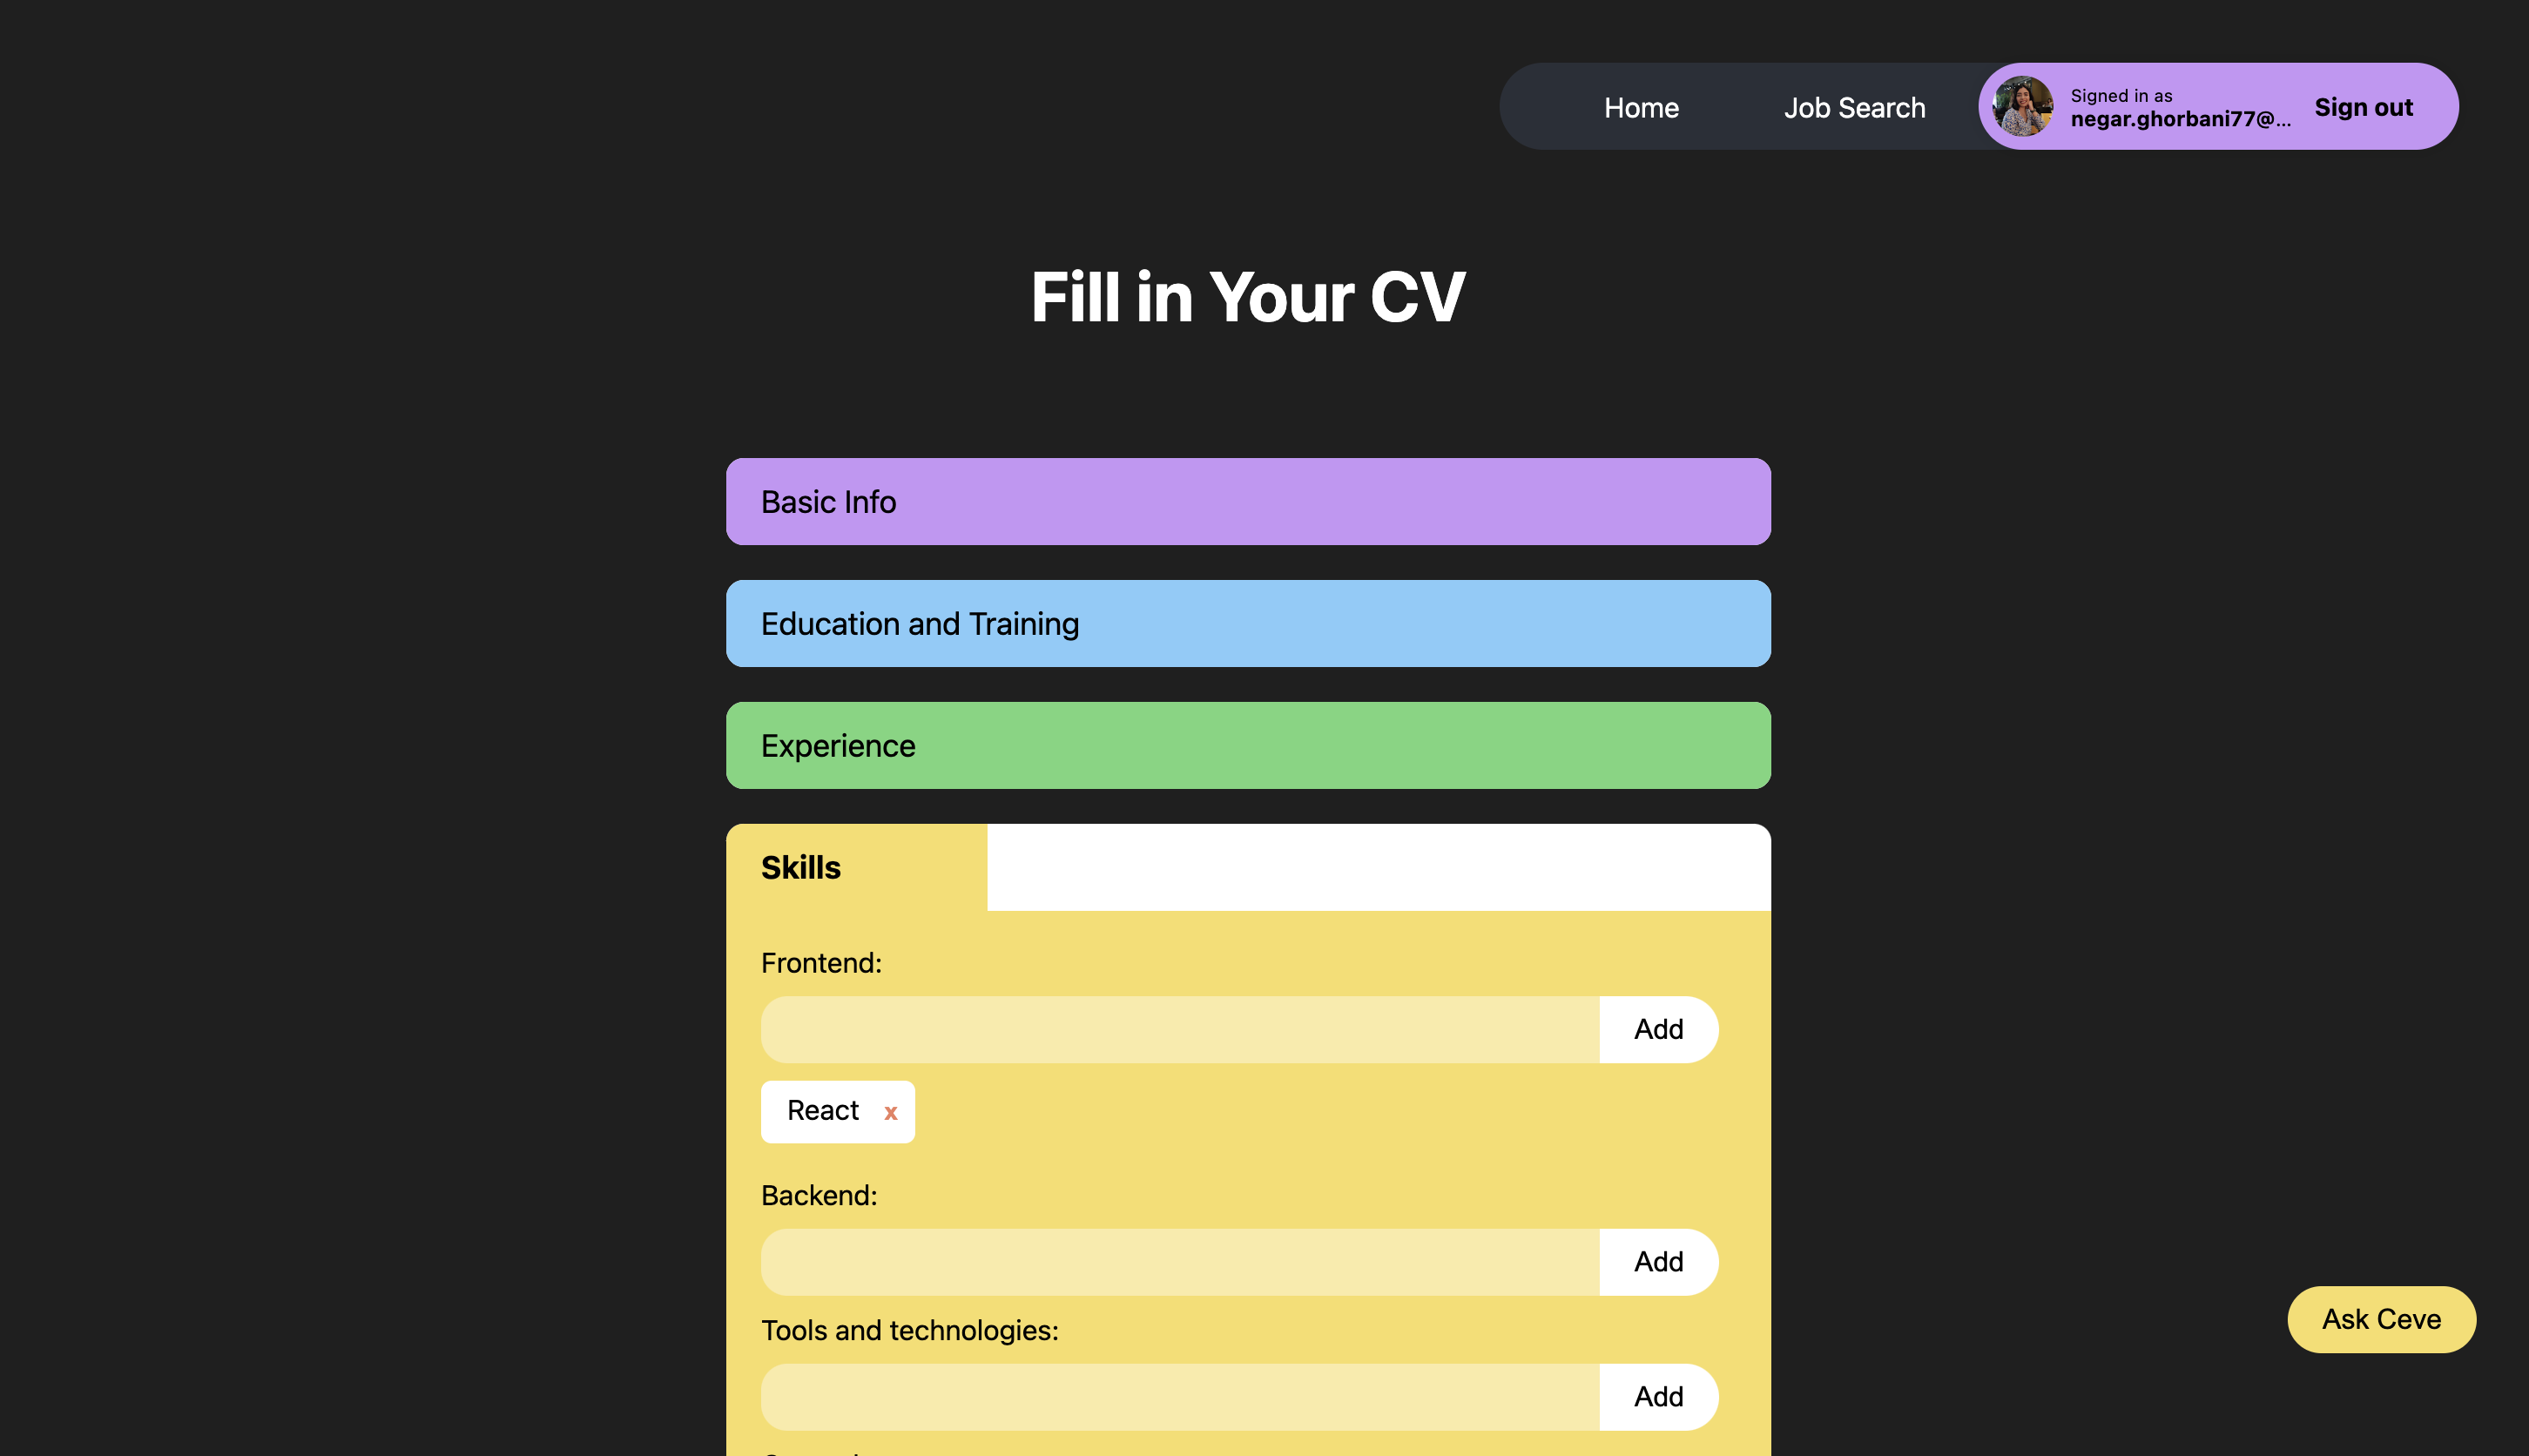 Home
Job Search
Signed in as
negar.ghorbani77@...
Sign out
Fill in Your CV
Basic Info
Education and Training
Experience
Skills
Frontend:
Add
React x
Backend:
Add
Tools and technologies:
Add
Ask Ceve